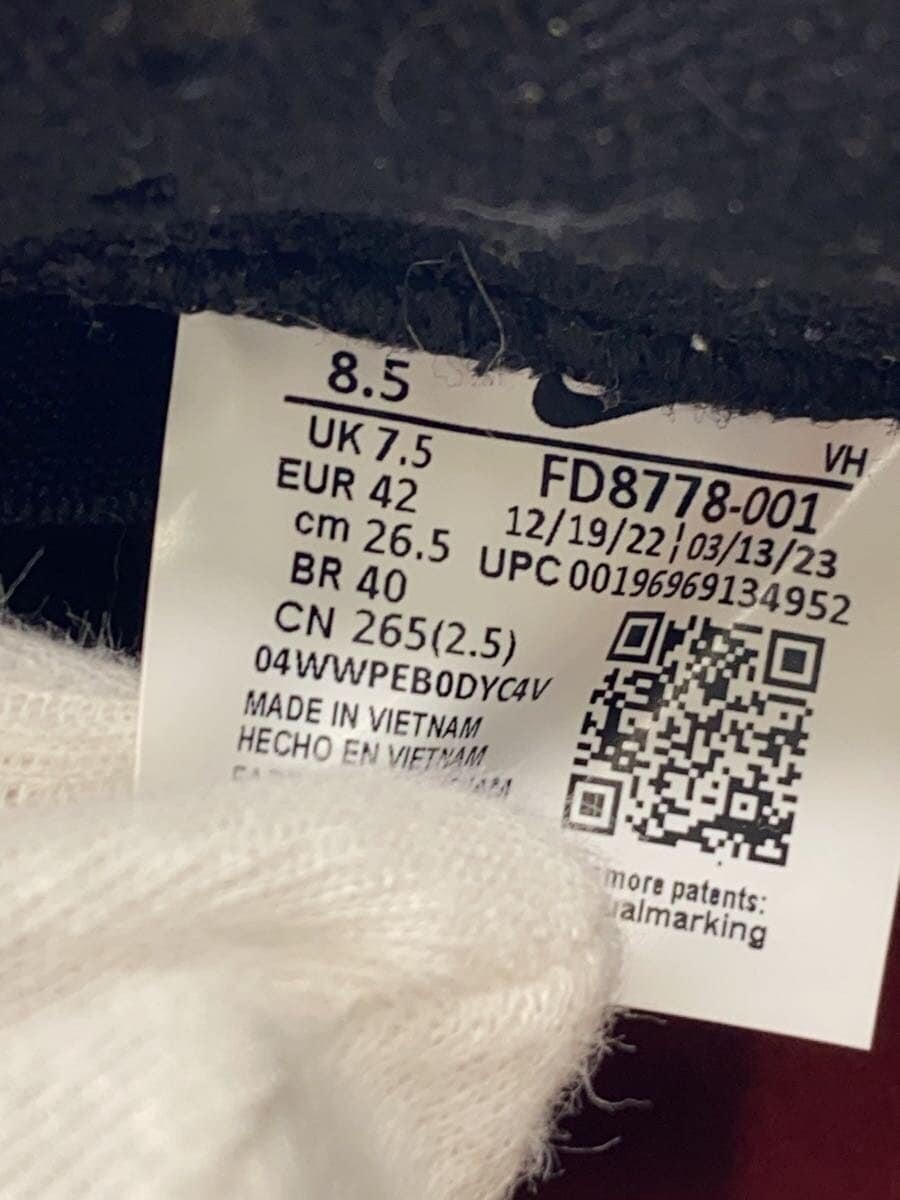 8.5
VH
UK 7.5
EUR 42
cm 26.5
BR 40
CN 265(2.5)
04WWPEB0DYC4V
MADE IN VIETNAM
HECHO EN VIETNAM
FD8778-001
12/19/22¦03/13/23
UPC 00196969134952
more patents: